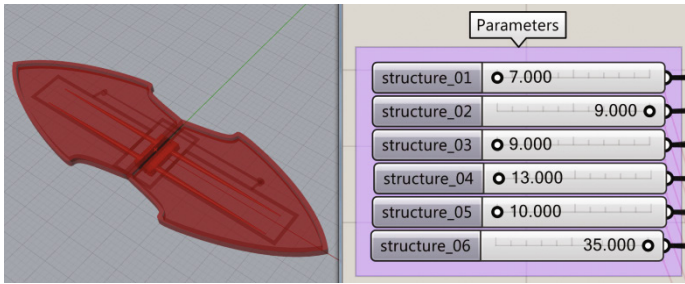 Parameters
structure_01 7.000
structure_02 9.000
structure_03 9.000
structure_04 13.000
structure_05 10.000
structure_06 35.000